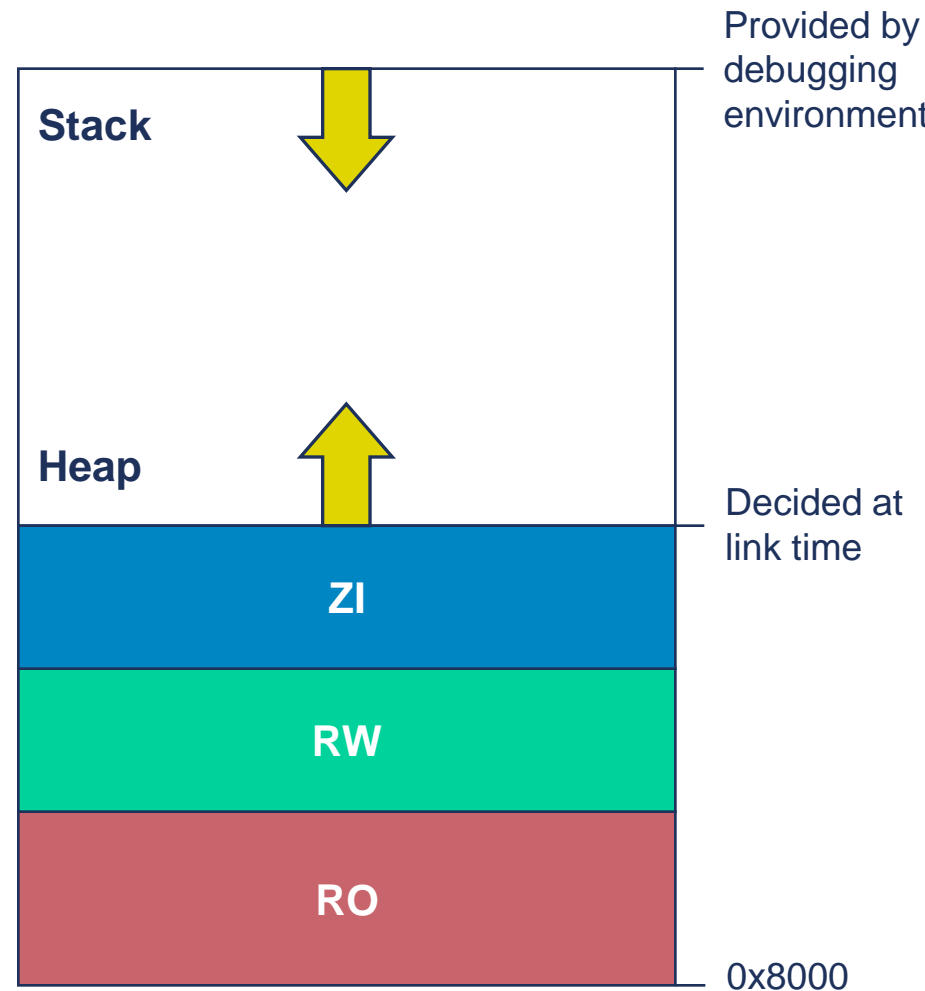 Provided by
debugging
environment
Stack
Heap
Decided at
link time
ZI
RW
RO
0x8000